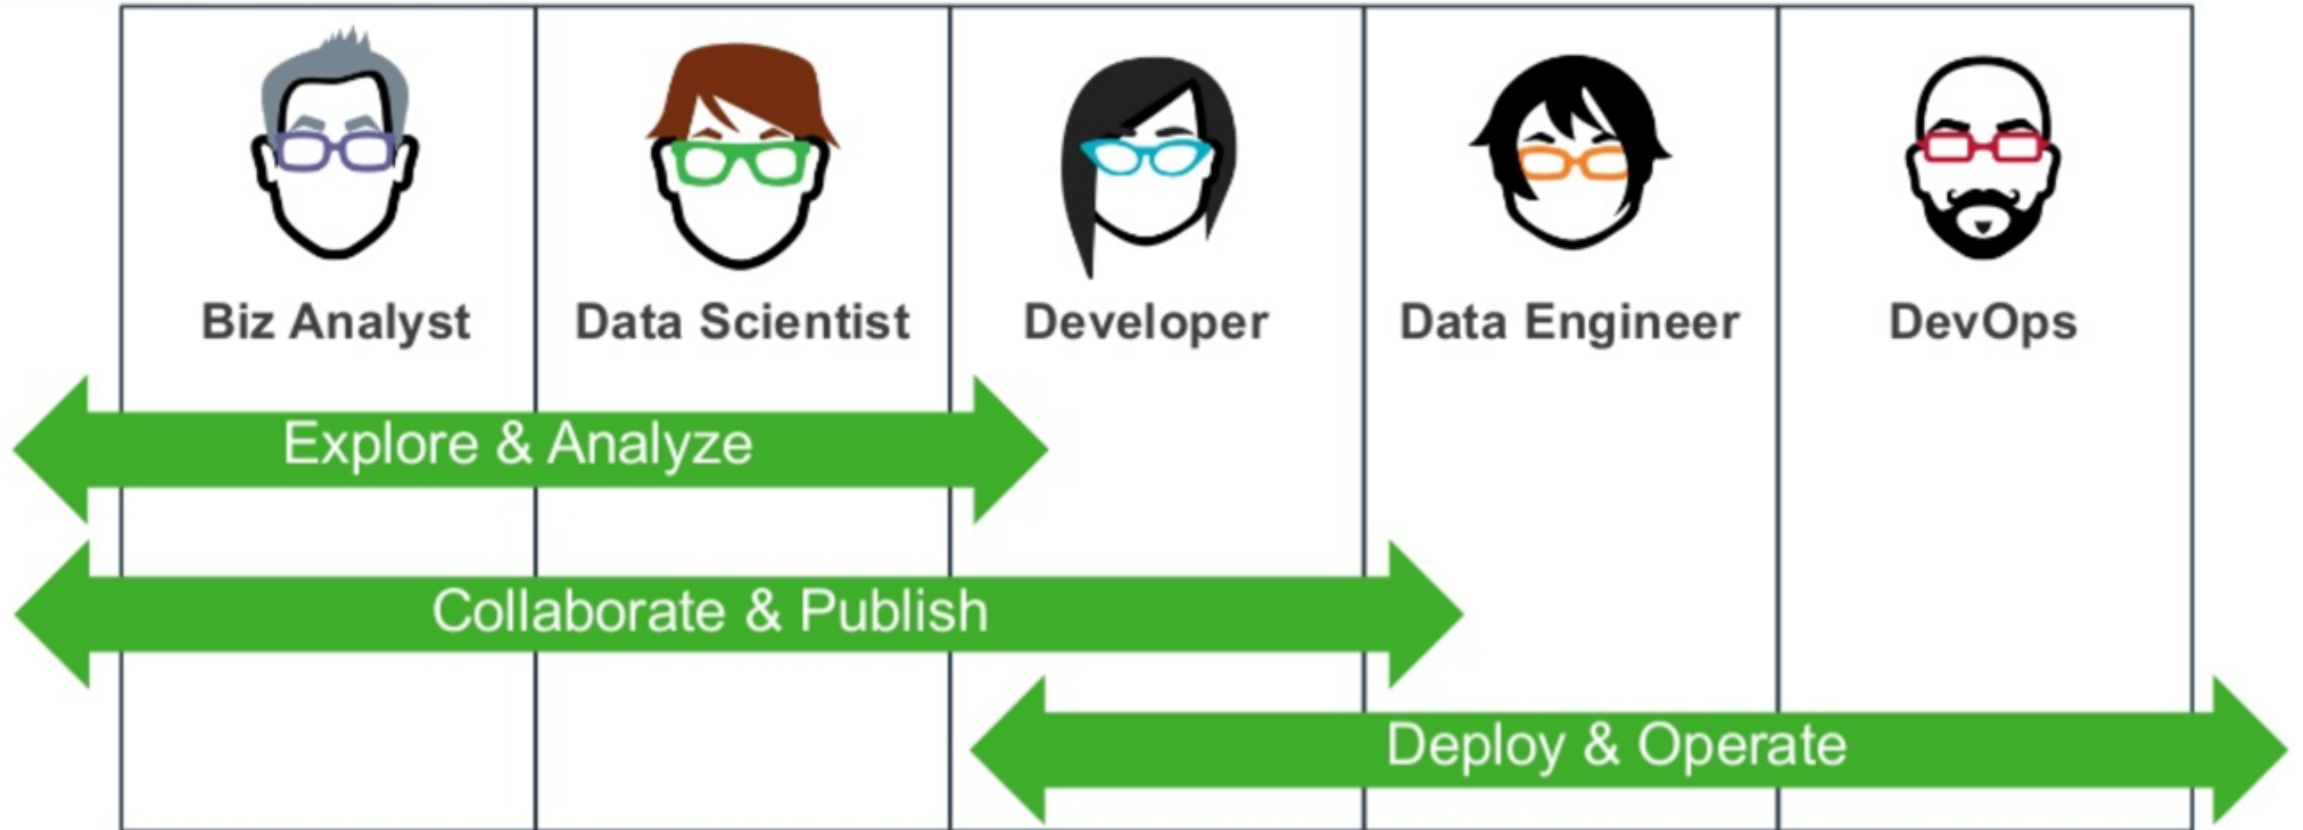 Biz Analyst
Data Scientist
Developer
Data Engineer
DevOps
Explore & Analyze
Collaborate & Publish
Deploy & Operate